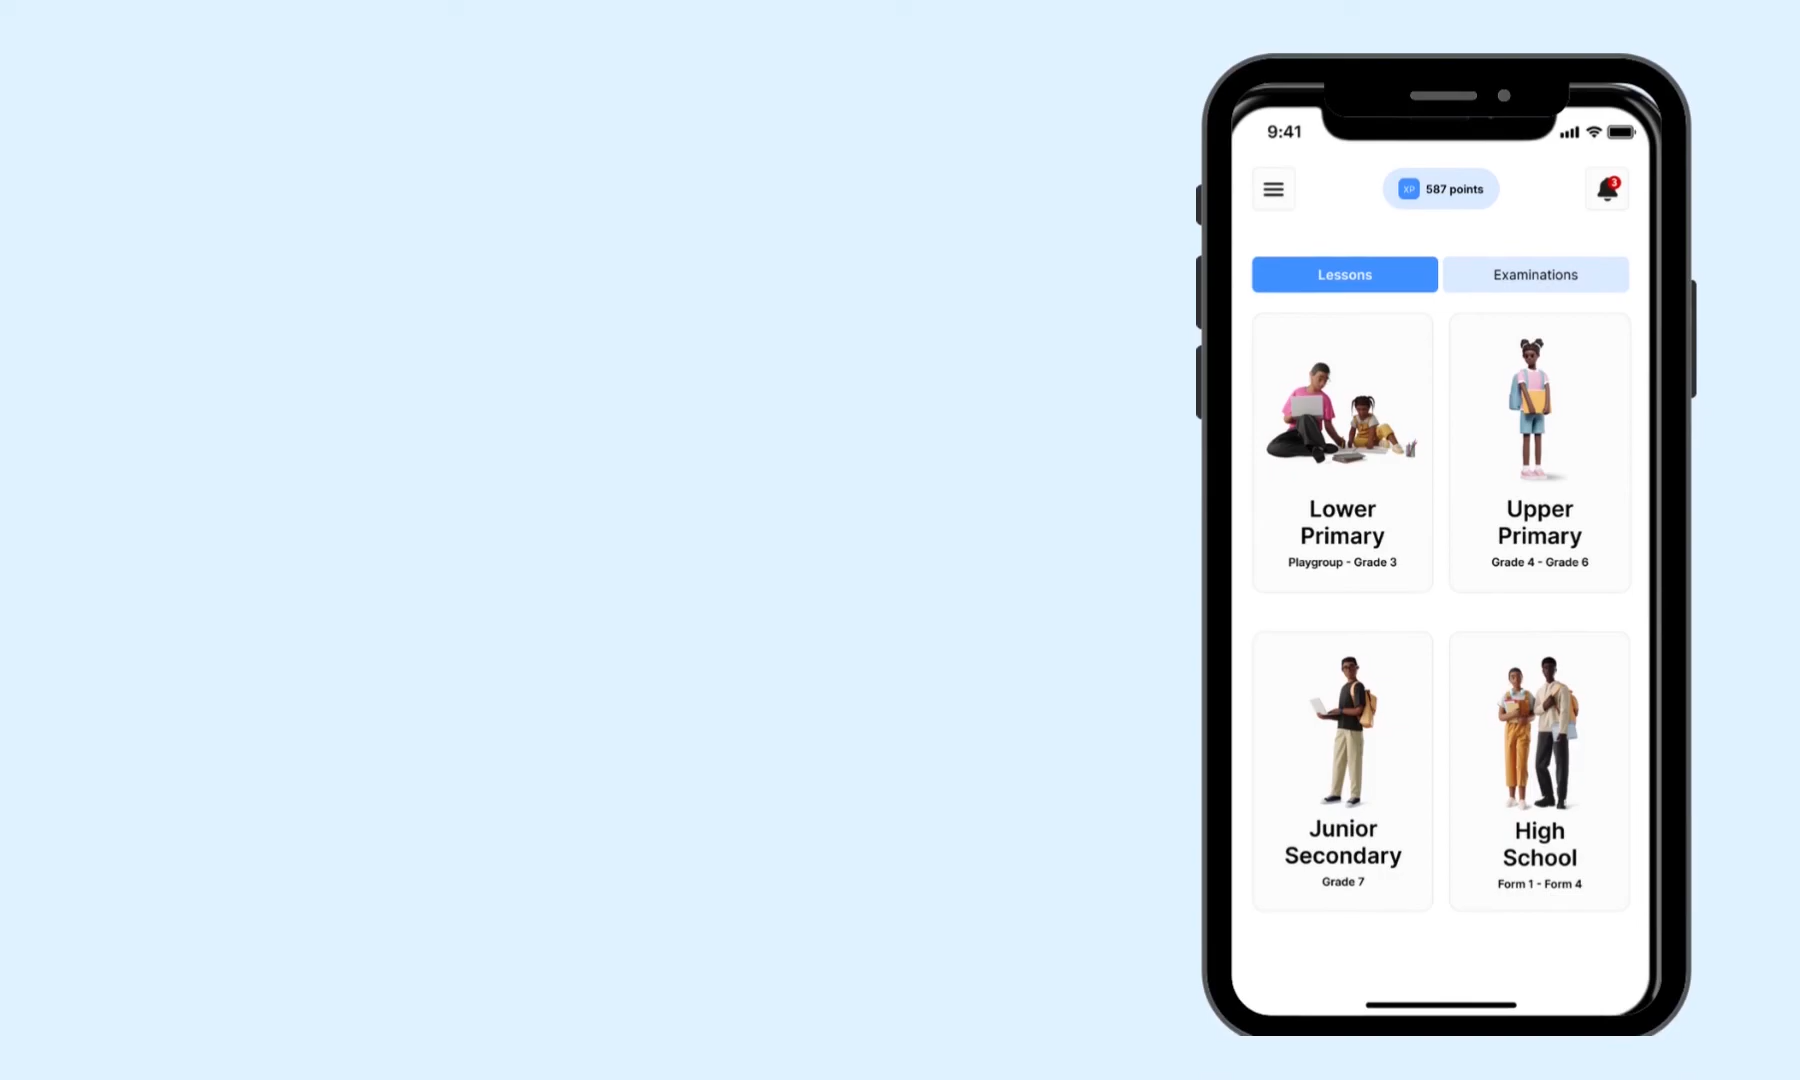 9:41
XP 587 points
3
Lessons
Examinations
Lower
Primary
Playgroup - Grade 3
Upper
Primary
Grade 4 - Grade 6
Junior
Secondary
Grade 7
High
School
Form 1 - Form 4